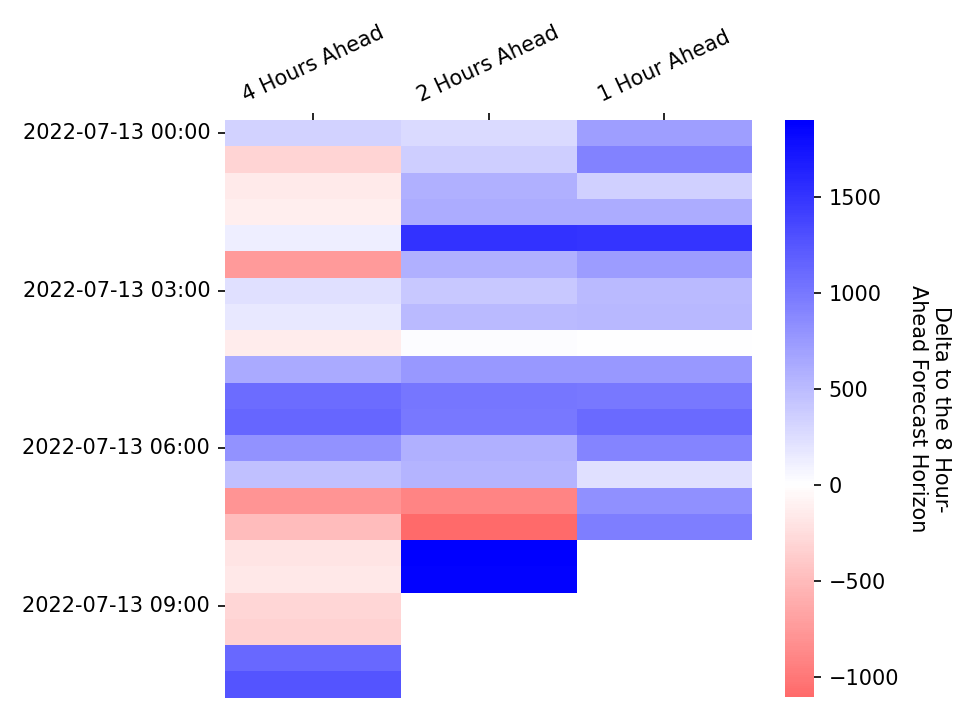 4 Hours Ahead
2 Hours Ahead
1 Hour Ahead
2022-07-13 00:00
2022-07-13 03:00
2022-07-13 06:00
2022-07-13 09:00
1500
1000
500
0
−500
−1000
Delta to the 8 Hour-
Ahead Forecast Horizon